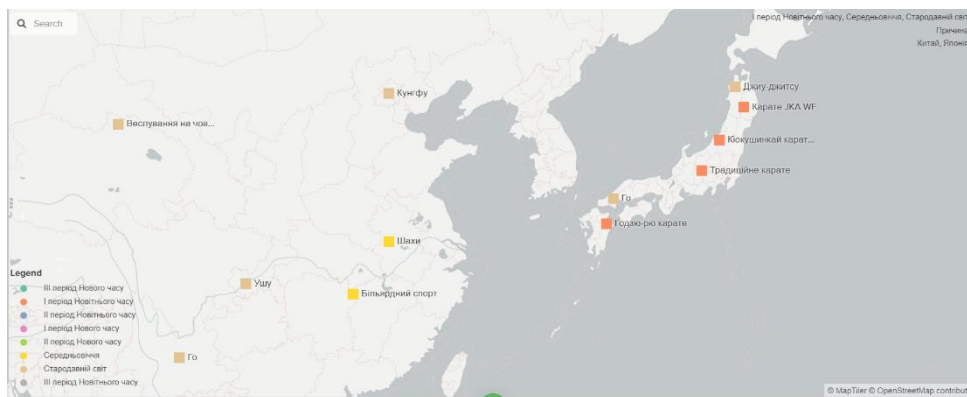 Search
І період Новітнього часу, Середньовіччя, Стародавній світ
Причина
Китай, Японія
Кунгфу
Веслування на чов...
Джиу-джитсу
Карате JKA WF
Кіокушинкай карат...
Традиційне карате
Го
Годзю-рю карате
Шахи
Ушу
Більярдний спорт
Го
Legend
ІІІ період Нового часу
І період Новітнього часу
ІІ період Новітнього часу
І період Нового часу
ІІ період Нового часу
Середньовіччя
Стародавній світ
ІІІ період Новітнього часу
© MapTiler © OpenStreetMap contribut